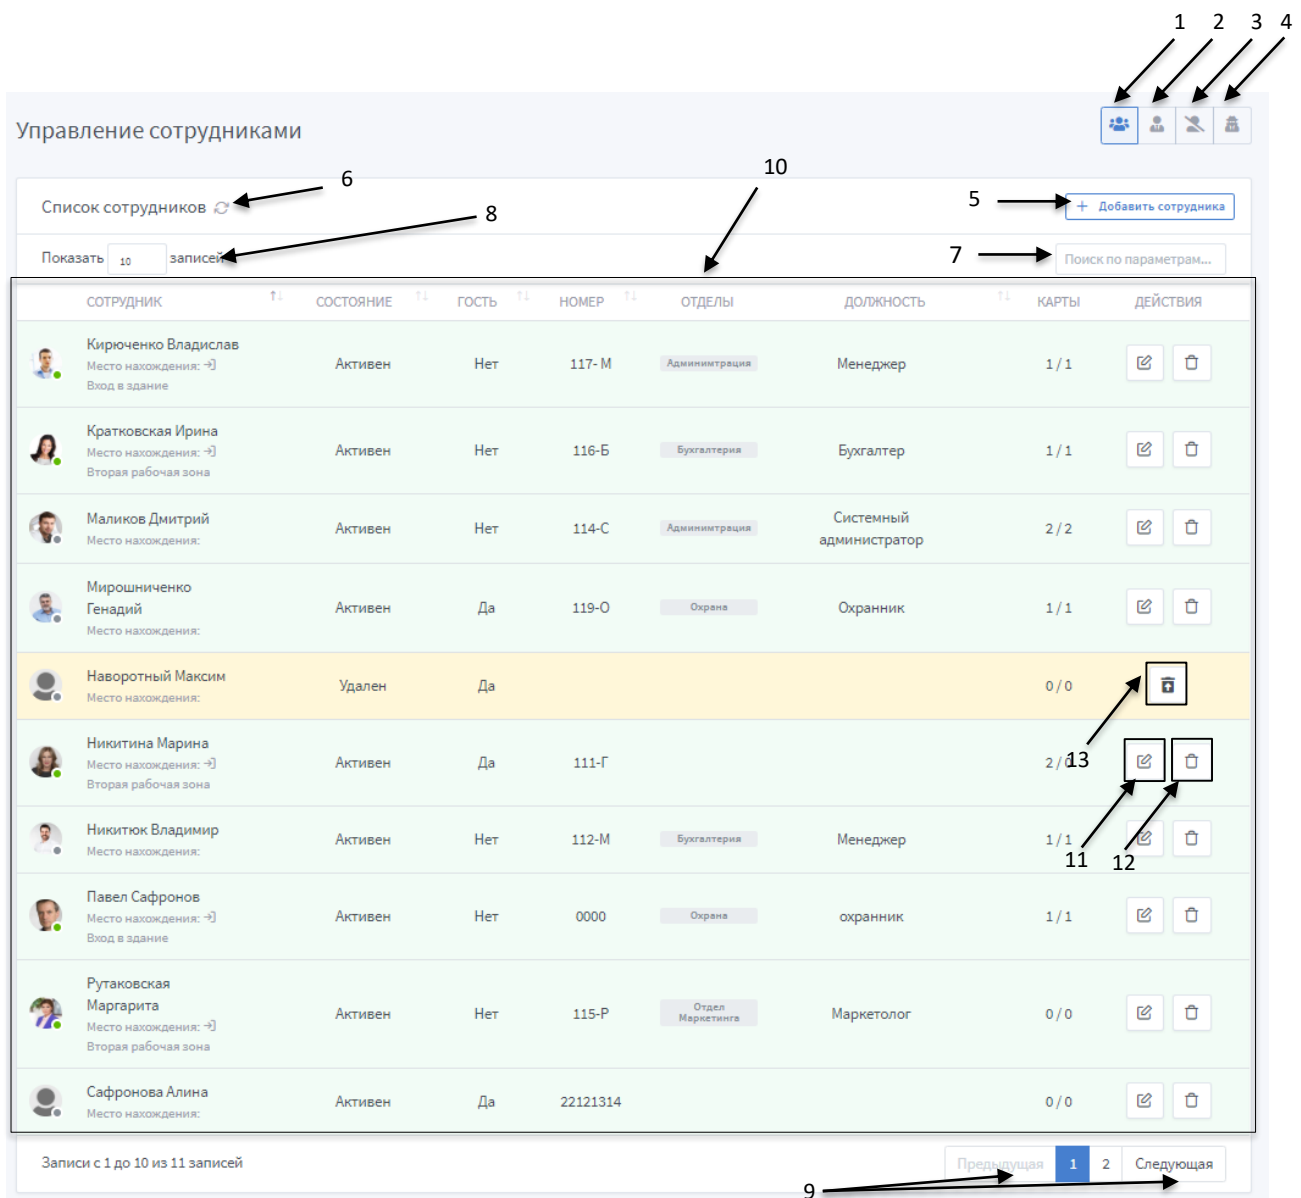 1 2 3 4
Управление сотрудниками
10
6
Список сотрудников
5
+ Добавить сотрудника
8
Показать 10 записей
7
Поиск по параметрам...
СОТРУДНИК СОСТОЯНИЕ ГОСТЬ НОМЕР ОТДЕЛЫ ДОЛЖНОСТЬ КАРТЫ ДЕЙСТВИЯ
Кирюченко Владислав
Место нахождения:
Вход в здание
Активен Нет 117- М Админимтрация Менеджер 1 / 1
Кратковская Ирина
Место нахождения:
Вторая рабочая зона
Активен Нет 116-Б Бухгалтерия Бухгалтер 1 / 1
Маликов Дмитрий
Место нахождения:
Активен Нет 114-С Админимтрация
Системный
администратор
2 / 2
Мирошниченко
Генадий
Место нахождения:
Активен Да 119-О Охрана Охранник 1 / 1
Наворотный Максим
Место нахождения:
Удален Да 0 / 0
13
Никитина Марина
Место нахождения:
Вторая рабочая зона
Активен Да 111-Г 2 / 0
11 12
Никитюк Владимир
Место нахождения:
Активен Нет 112-М Бухгалтерия Менеджер 1 / 1
Павел Сафронов
Место нахождения:
Вход в здание
Активен Нет 0000 Охрана охранник 1 / 1
Рутаковская
Маргарита
Место нахождения:
Вторая рабочая зона
Активен Нет 115-Р
Отдел
Маркетинга
Маркетолог 0 / 0
Сафронова Алина
Место нахождения:
Активен Да 22121314 0 / 0
Записи с 1 до 10 из 11 записей
Предыдущая 1 2 Следующая
9